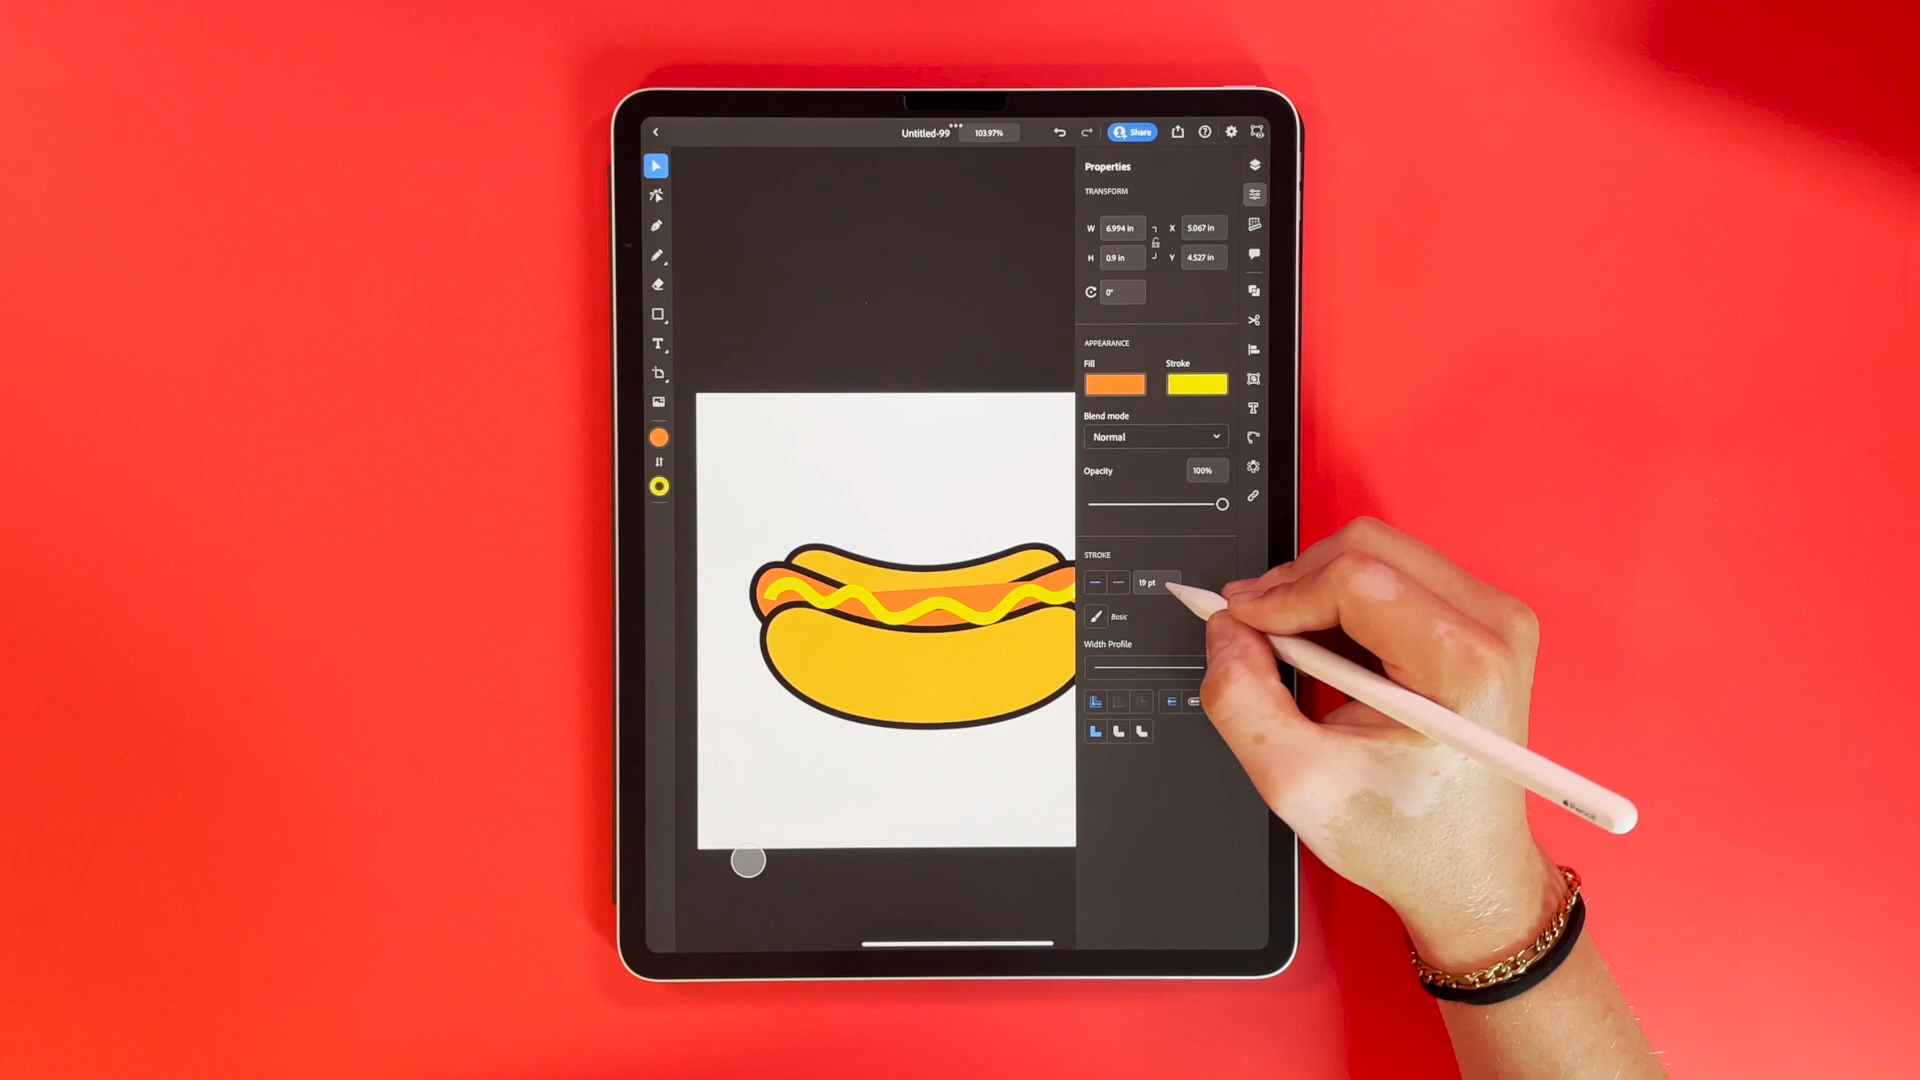 Untitled-99 103.97% Share
Properties
TRANSFORM
W 6.994 in X 5.067 in
H 0.9 in Y 4.527 in
0°
APPEARANCE
Fill Stroke
Blend mode
Normal
Opacity 100%
STROKE
19 pt
Basic
Width Profile
T
Pencil